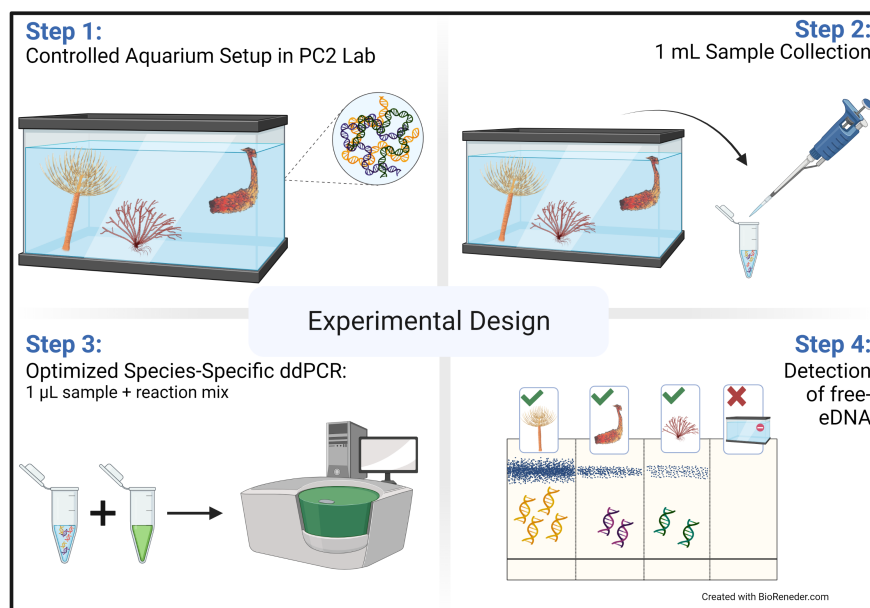 Step 1:
Controlled Aquarium Setup in PC2 Lab
Step 2:
1 mL Sample Collection
Experimental Design
Step 3:
Optimized Species-Specific ddPCR:
1 µL sample + reaction mix
Step 4:
Detection
of free-
eDNA
Created with BioReneder.com